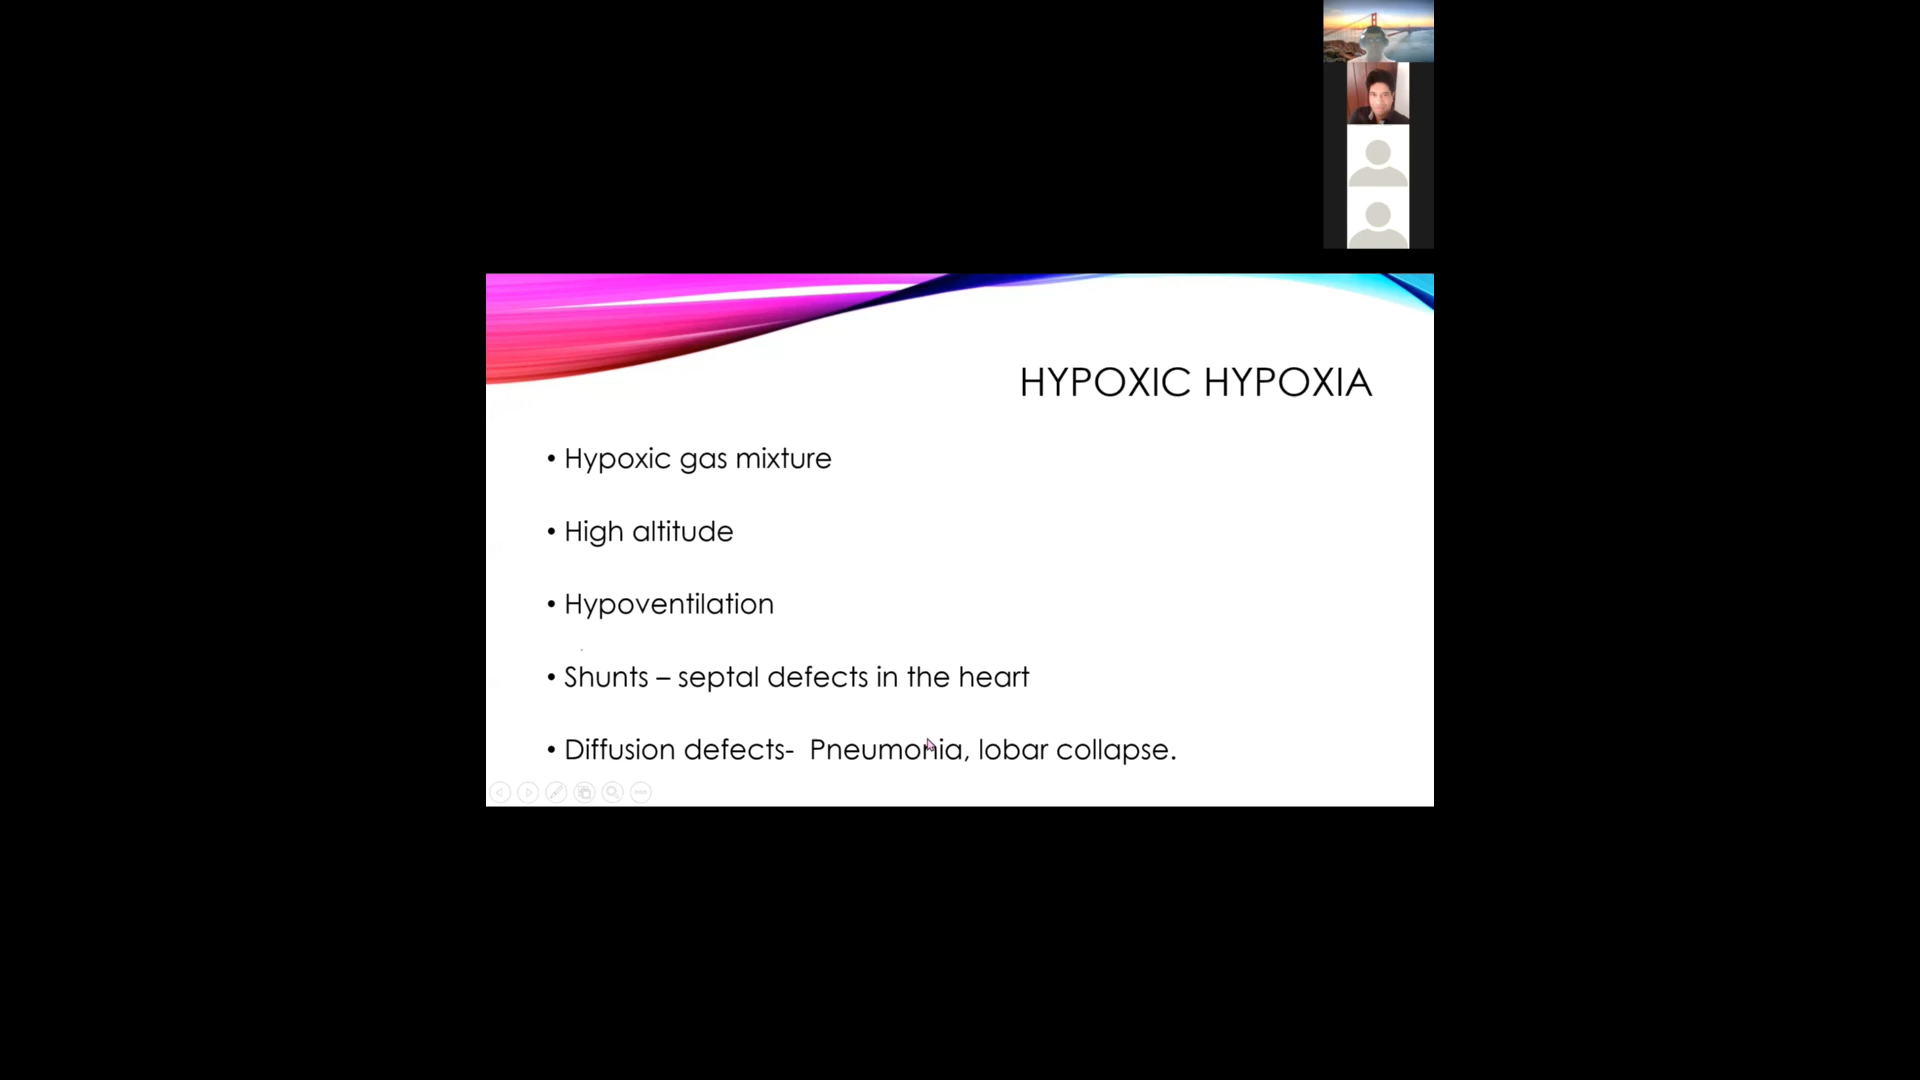 HYPOXIC HYPOXIA
• Hypoxic gas mixture
• High altitude
• Hypoventilation
• Shunts – septal defects in the heart
• Diffusion defects-  Pneumonia, lobar collapse.